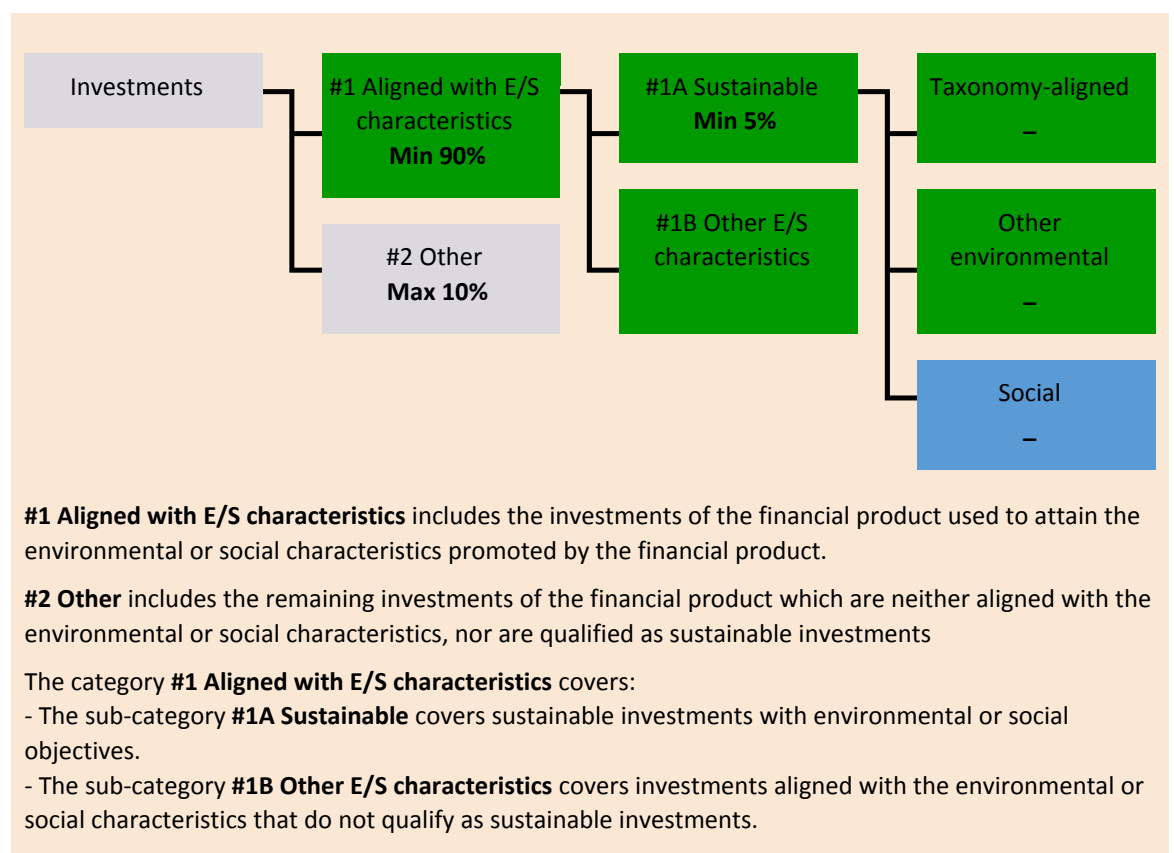 Investments
#1 Aligned with E/S
characteristics
Min 90%
#2 Other
Max 10%
#1A Sustainable
Min 5%
#1B Other E/S
characteristics
Taxonomy-aligned
–
Other
environmental
–
Social
–
#1 Aligned with E/S characteristics includes the investments of the financial product used to attain the
environmental or social characteristics promoted by the financial product.
#2 Other includes the remaining investments of the financial product which are neither aligned with the
environmental or social characteristics, nor are qualified as sustainable investments
The category #1 Aligned with E/S characteristics covers:
- The sub-category #1A Sustainable covers sustainable investments with environmental or social
objectives.
- The sub-category #1B Other E/S characteristics covers investments aligned with the environmental or
social characteristics that do not qualify as sustainable investments.